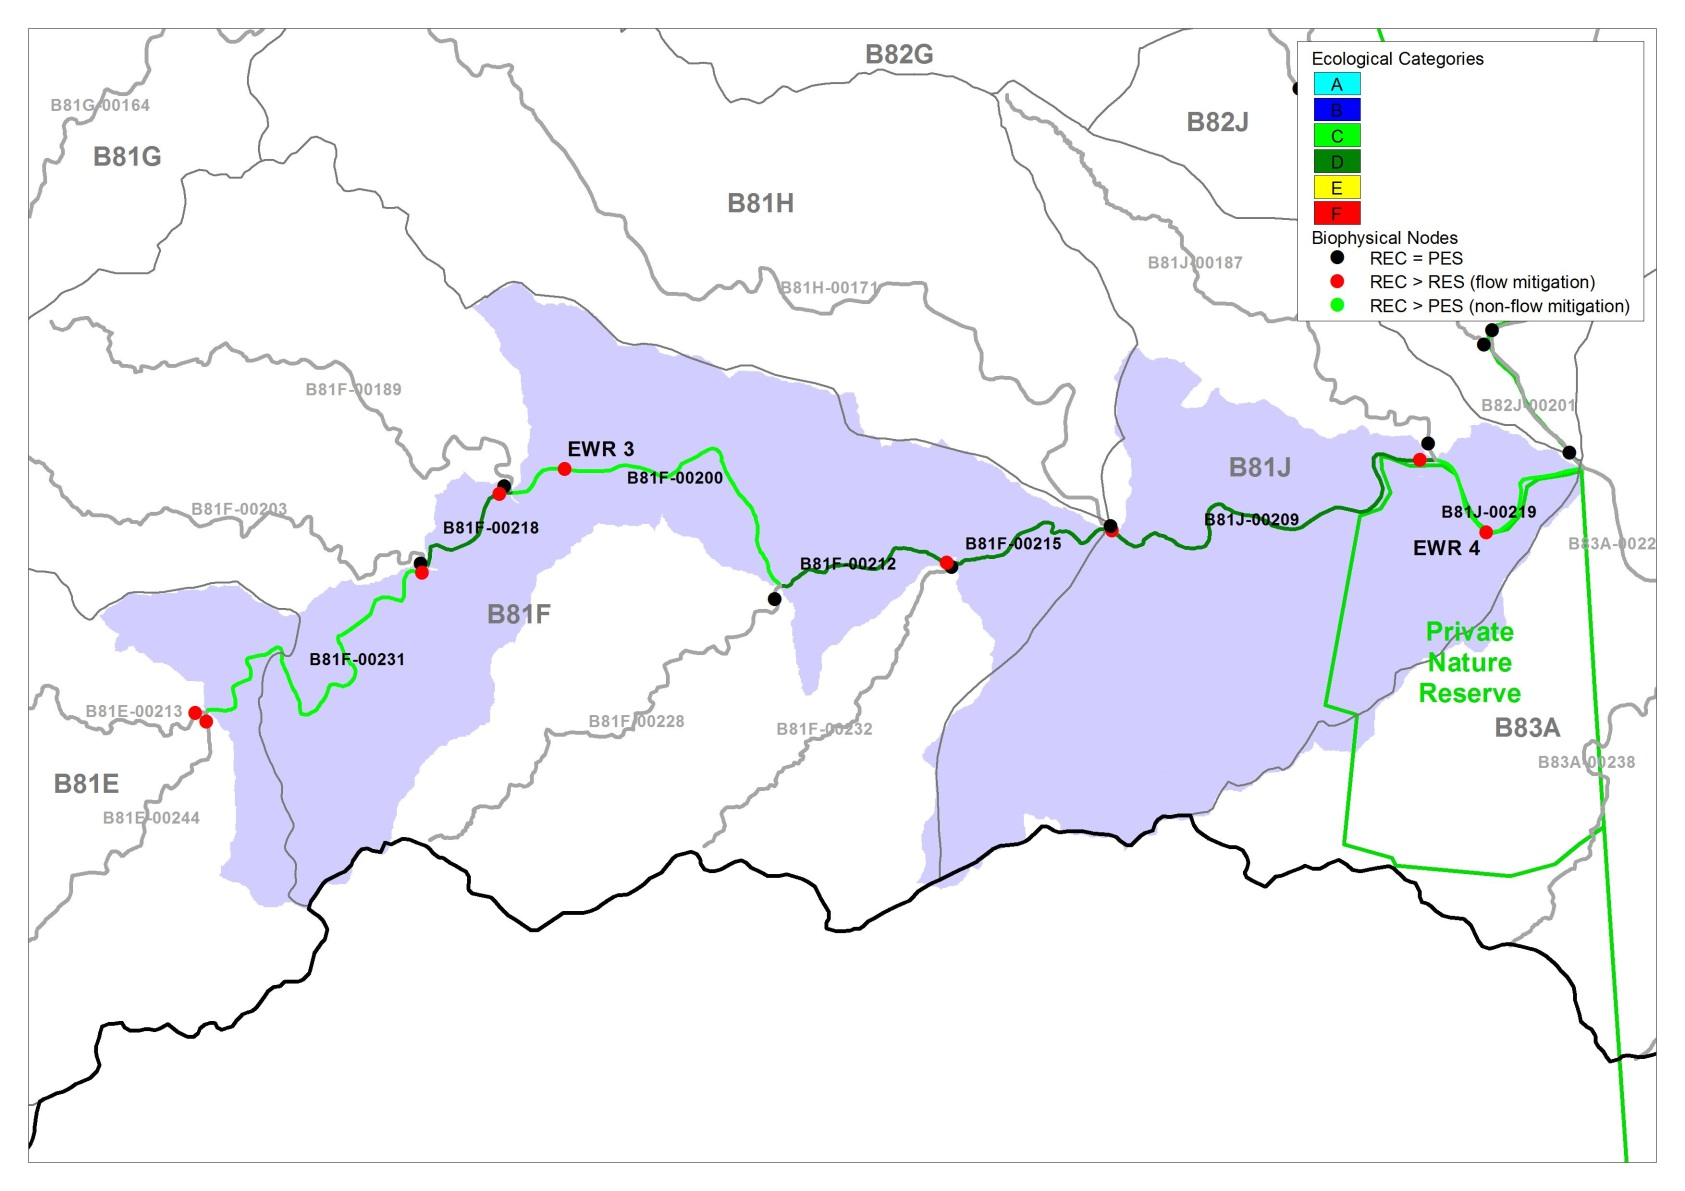 B82G
Ecological Categories
A
B
C
D
E
F
Biophysical Nodes
REC = PES
REC > RES (flow mitigation)
REC > PES (non-flow mitigation)
B81G-00164
B82J
B81G
B81H
B81J-00187
B81H-00171
B81F-00189
B82J-00201
EWR 3
B81J
B81F-00200
B81F-00203
B81J-00219
B81J-00209
B81F-00218
B81F-00215
EWR 4
B83A-0022
B81F-00212
B81F
Private
Nature
Reserve
B81F-00231
B81E-00213
B81F-00228
B81F-00232
B83A
B83A-00238
B81E
B81E-00244